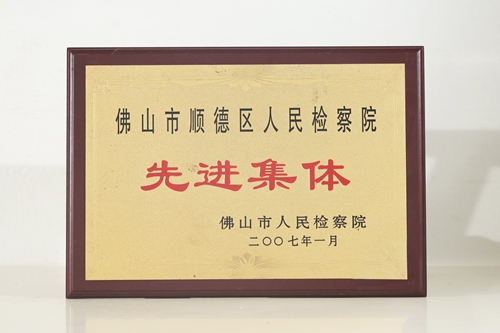 佛山市顺德区人民检察院
先进集体
佛山市人民检察院
二〇〇七年一月